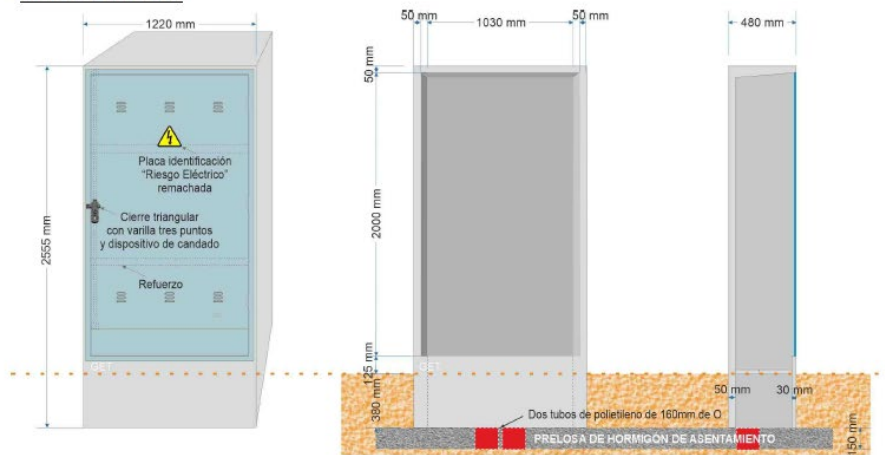 1220 mm
50 mm
1030 mm
50 mm
480 mm
50 mm
Placa identificación
"Riesgo Eléctrico"
remachada
Cierre triangular
con varilla tres puntos
y dispositivo de candado
Refuerzo
2555 mm
2000 mm
GET
GET
125 mm
380 mm
50 mm
30 mm
Dos tubos de polietileno de 160mm de O
PRELOSA DE HORMIGÓN DE ASENTAMIENTO
150 mm